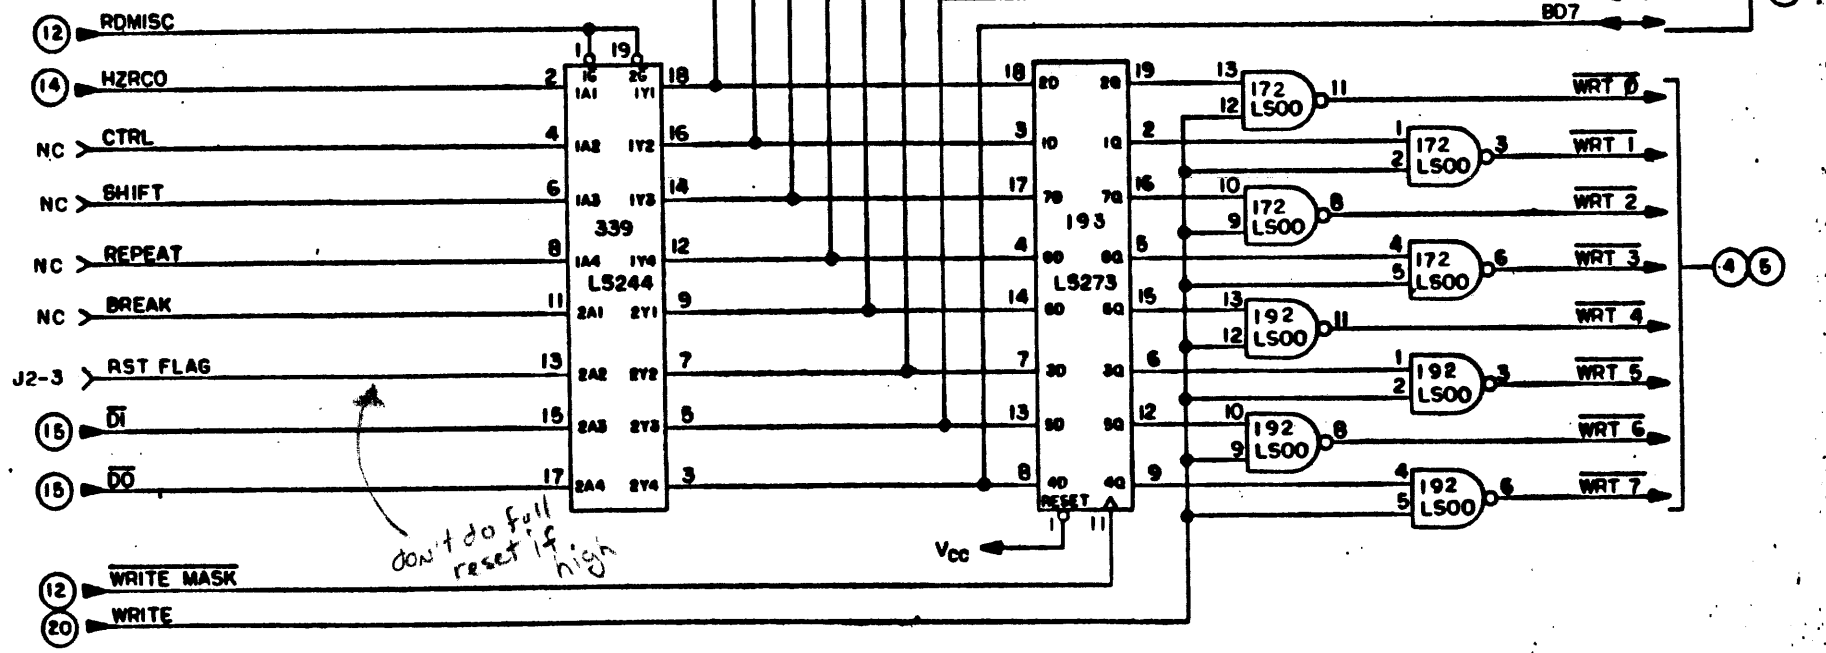 BD7
12 RDMISC
1 19
14 HZRCO 2 1G 2G 18 18 19 13 11 WRT 0
1A1 1Y1 2D 2Q 172 LS00
12
NC CTRL 4 1A2 1Y2 16 3 1D 1Q 2 1 3 WRT 1
172 LS00
2
NC SHIFT 6 1A3 1Y3 14 17 7D 7Q 16 10 8 WRT 2
172 LS00
9
339 193
NC REPEAT 8 1A4 1Y4 12 4 5 4 6 WRT 3
172 LS00
5
LS244 LS273
4 5
NC BREAK 11 2A1 2Y1 9 14 6D 6Q 15 13 11 WRT 4
192 LS00
12
J2-3 RST FLAG 13 2A2 2Y2 7 7 3D 3Q 6 1 3 WRT 5
192 LS00
2
15 DI 15 2A3 2Y3 5 13 5D 5Q 12 10 8 WRT 6
192 LS00
9
15 DO 17 2A4 2Y4 3 8 4D 4Q 9 4 6 WRT 7
192 LS00
5
RESET
1 11
don't do full
reset if
high
Vcc
12 WRITE MASK
20 WRITE